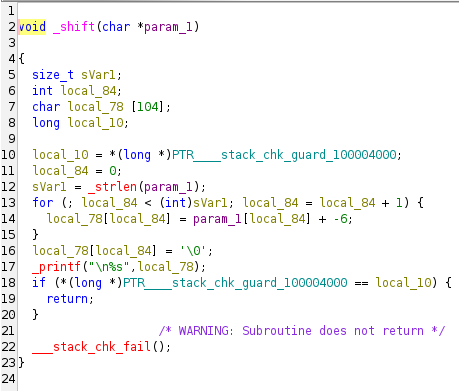 1
2 void _shift(char *param_1)
3
4 {
5 size_t sVar1;
6 int local_84;
7 char local_78 [104];
8 long local_10;
9
10 local_10 = *(long *)PTR____stack_chk_guard_100004000;
11 local_84 = 0;
12 sVar1 = _strlen(param_1);
13 for (; local_84 < (int)sVar1; local_84 = local_84 + 1) {
14 local_78[local_84] = param_1[local_84] + -6;
15 }
16 local_78[local_84] = '\0';
17 _printf("\n%s",local_78);
18 if (*(long *)PTR____stack_chk_guard_100004000 == local_10) {
19 return;
20 }
21 /* WARNING: Subroutine does not return */
22 ___stack_chk_fail();
23 }
24